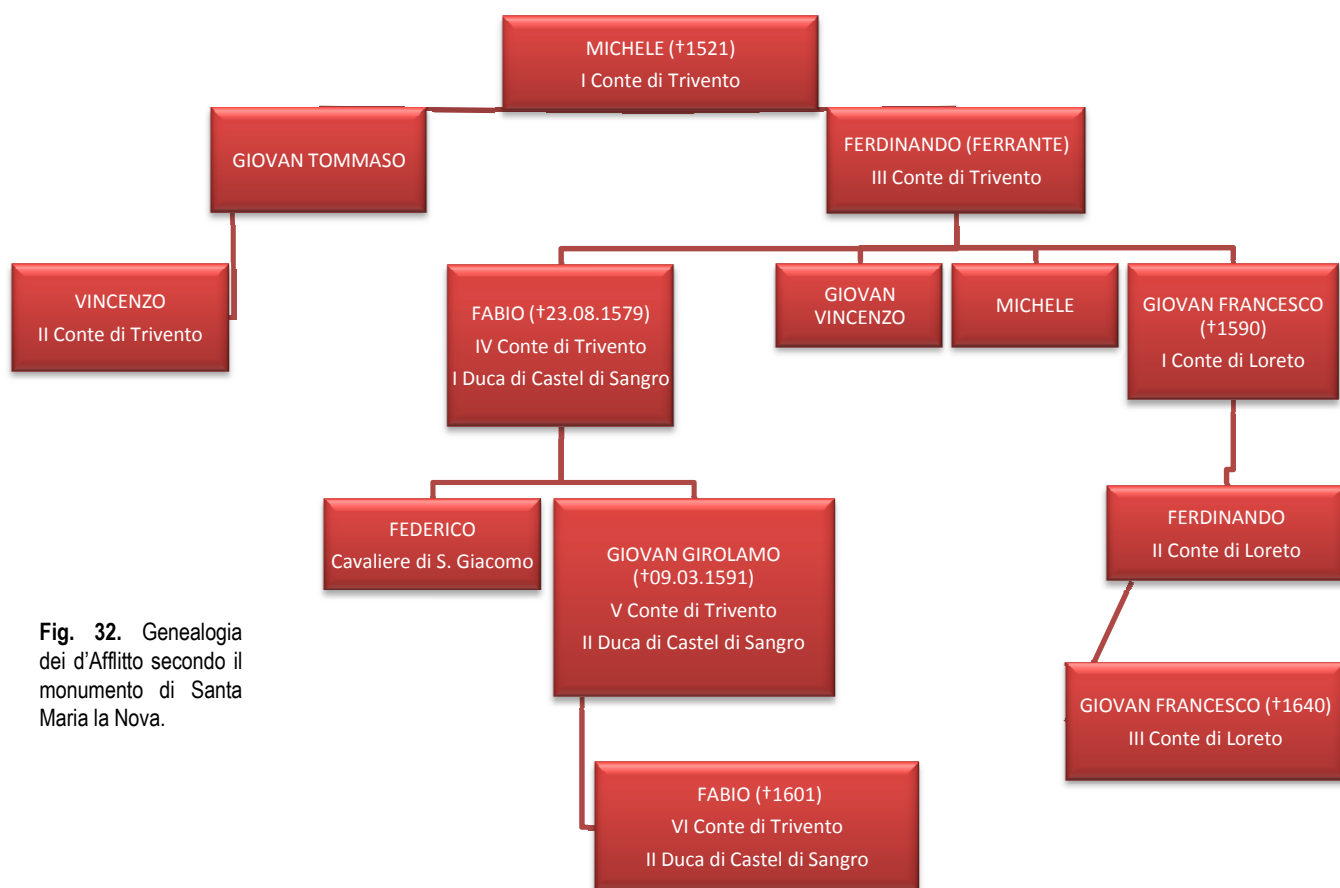 MICHELE (†1521)
I Conte di Trivento
GIOVAN TOMMASO
FERDINANDO (FERRANTE)
III Conte di Trivento
VINCENZO
II Conte di Trivento
FABIO (†23.08.1579)
IV Conte di Trivento
I Duca di Castel di Sangro
GIOVAN
VINCENZO
MICHELE
GIOVAN FRANCESCO
(†1590)
I Conte di Loreto
FEDERICO
Cavaliere di S. Giacomo
GIOVAN GIROLAMO
(†09.03.1591)
V Conte di Trivento
II Duca di Castel di Sangro
FERDINANDO
II Conte di Loreto
GIOVAN FRANCESCO (†1640)
III Conte di Loreto
FABIO (†1601)
VI Conte di Trivento
II Duca di Castel di Sangro
Fig. 32. Genealogia
dei d'Afflitto secondo il
monumento di Santa
Maria la Nova.